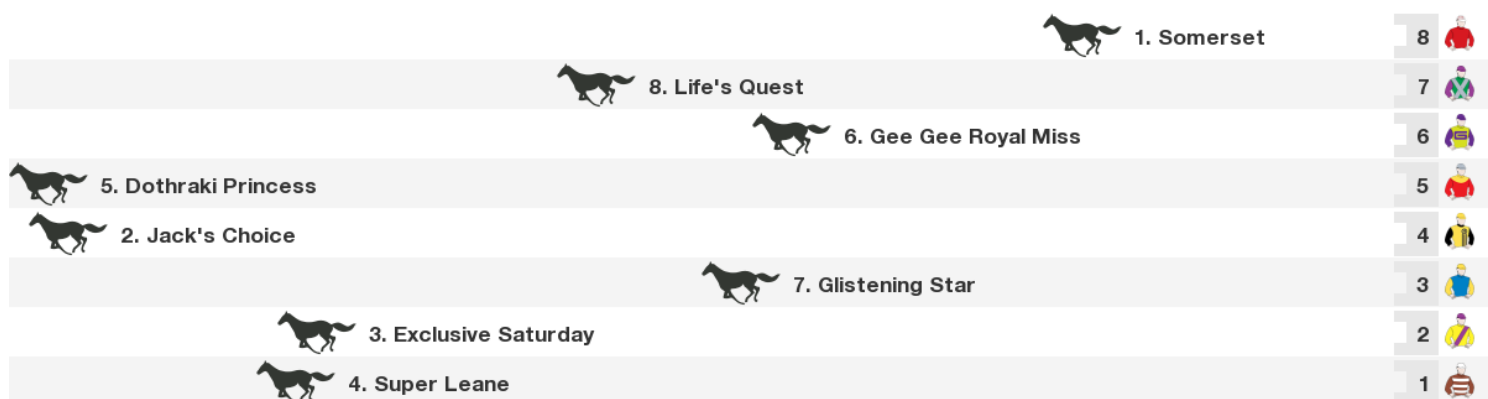 1. Somerset 8
8. Life's Quest 7
6. Gee Gee Royal Miss 6 G
5. Dothraki Princess 5
2. Jack's Choice 4
7. Glistening Star 3
3. Exclusive Saturday 2
4. Super Leane 1